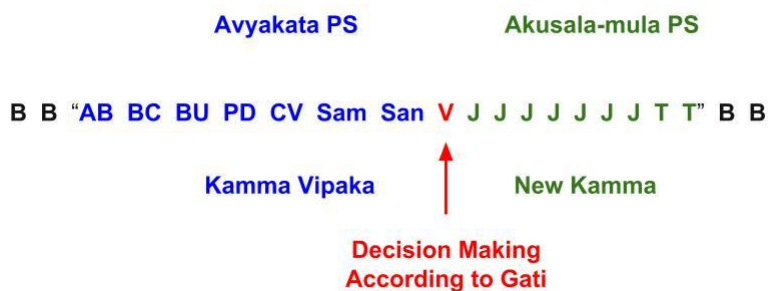 Avyakata PS Akusala-mula PS
B B “AB BC BU PD CV Sam San V J J J J J J J T T” B B
Kamma Vipaka New Kamma
Decision Making
According to Gati